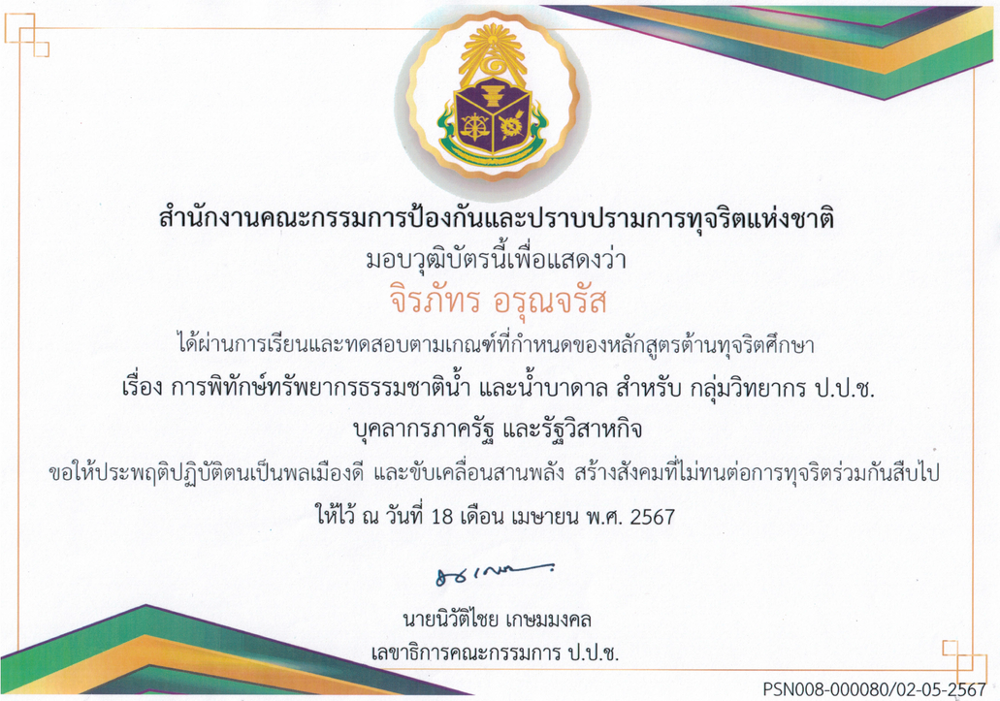 สำนักงานคณะกรรมการป้องกันและปราบปรามการทุจริตแห่งชาติ
มอบวุฒิบัตรนี้เพื่อแสดงว่า
จิรภัทร อรุณจรัส
ได้ผ่านการเรียนและทดสอบตามเกณฑ์ที่กำหนดของหลักสูตรต้านทุจริตศึกษา
เรื่อง การพิทักษ์ทรัพยากรธรรมชาติน้ำ และน้ำบาดาล สำหรับ กลุ่มวิทยากร ป.ป.ช.
บุคลากรภาครัฐ และรัฐวิสาหกิจ
ขอให้ประพฤติปฏิบัติตนเป็นพลเมืองดี และขับเคลื่อนสานพลัง สร้างสังคมที่ไม่ทนต่อการทุจริตร่วมกันสืบไป
ให้ไว้ ณ วันที่ 18 เดือน เมษายน พ.ศ. 2567
นายนิวัติไชย เกษมมงคล
เลขาธิการคณะกรรมการ ป.ป.ช.
PSN008-000080/02-05-2567